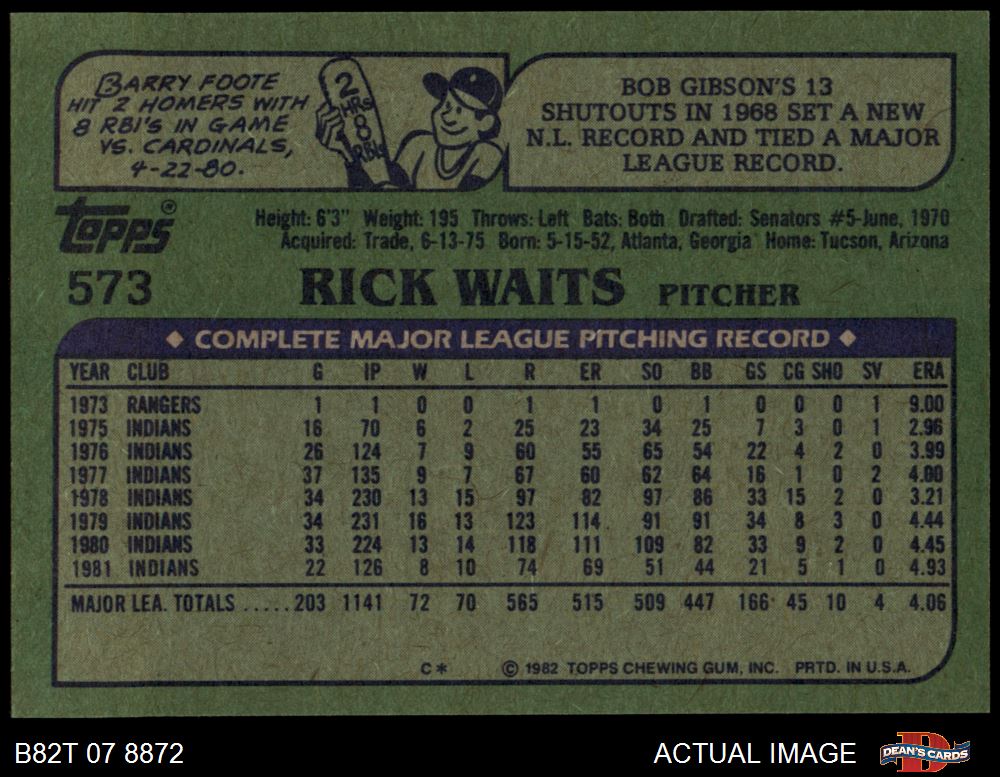 BARRY FOOTE
HIT 2 HOMERS WITH
8 RBI'S IN GAME
VS. CARDINALS,
4-22-80.
2
HRs
8
RBIs
BOB GIBSON'S 13
SHUTOUTS IN 1968 SET A NEW
N.L. RECORD AND TIED A MAJOR
LEAGUE RECORD.
topps®
Height: 6'3" Weight: 195 Throws: Left Bats: Both Drafted: Senators #5-June, 1970
Acquired: Trade, 6-13-75 Born: 5-15-52, Atlanta, Georgia Home: Tucson, Arizona
573 RICK WAITS PITCHER
◆ COMPLETE MAJOR LEAGUE PITCHING RECORD ◆
YEAR CLUB G IP W L R ER SO BB GS CG SHO SV ERA
1973 RANGERS 1 1 0 0 1 1 0 1 0 0 0 1 9.00
1975 INDIANS 16 70 6 2 25 23 34 25 7 3 0 1 2.96
1976 INDIANS 26 124 7 9 60 55 65 54 22 4 2 0 3.99
1977 INDIANS 37 135 9 7 67 60 62 64 16 1 0 2 4.00
1978 INDIANS 34 230 13 15 97 82 97 86 33 15 2 0 3.21
1979 INDIANS 34 231 16 13 123 114 91 91 34 8 3 0 4.44
1980 INDIANS 33 224 13 14 118 111 109 82 33 9 2 0 4.45
1981 INDIANS 22 126 8 10 74 69 51 44 21 5 1 0 4.93
MAJOR LEA. TOTALS .....203 1141 72 70 565 515 509 447 166 45 10 4 4.06
C* © 1982 TOPPS CHEWING GUM, INC. PRTD. IN U.S.A.
B82T 07 8872 ACTUAL IMAGE DEAN'S CARDS